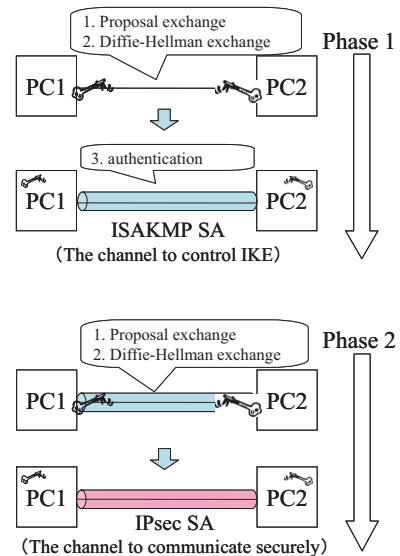 1. Proposal exchange
2. Diffie-Hellman exchange
Phase 1
PC1
PC2
3. authentication
PC1
PC2
ISAKMP SA
(The channel to control IKE)
1. Proposal exchange
2. Diffie-Hellman exchange
Phase 2
PC1
PC2
PC1
PC2
IPsec SA
(The channel to communicate securely)